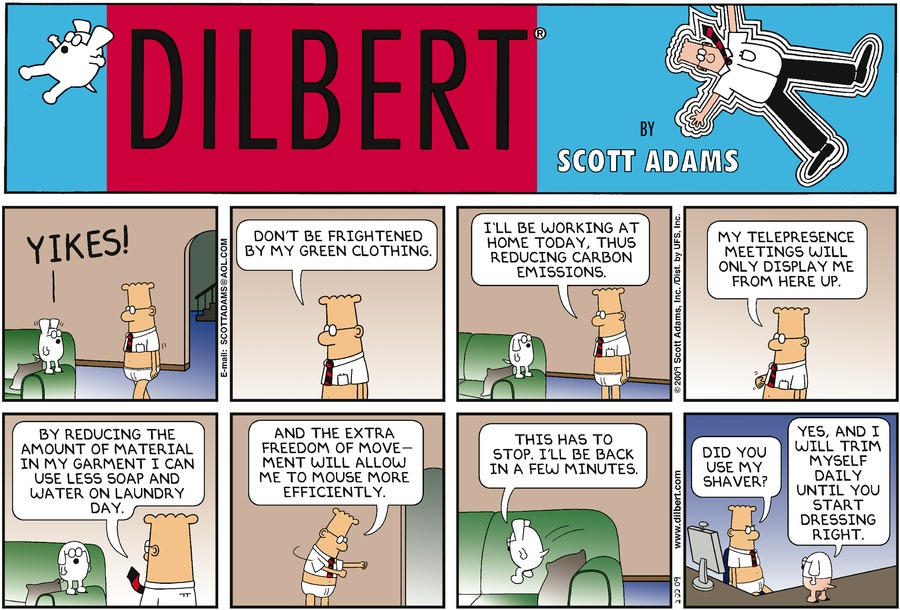 DILBERT®
BY
SCOTT ADAMS
YIKES!
E-mail: SCOTTADAMS@AOL.COM
DON'T BE FRIGHTENED
BY MY GREEN CLOTHING.
I'LL BE WORKING AT
HOME TODAY, THUS
REDUCING CARBON
EMISSIONS.
© 2009 Scott Adams, Inc./Dist. by UFS, Inc.
MY TELEPRESENCE
MEETINGS WILL
ONLY DISPLAY ME
FROM HERE UP.
BY REDUCING THE
AMOUNT OF MATERIAL
IN MY GARMENT I CAN
USE LESS SOAP AND
WATER ON LAUNDRY
DAY.
AND THE EXTRA
FREEDOM OF MOVE–
MENT WILL ALLOW
ME TO MOUSE MORE
EFFICIENTLY.
THIS HAS TO
STOP. I'LL BE BACK
IN A FEW MINUTES.
www.dilbert.com
2-22-09
DID YOU
USE MY
SHAVER?
YES, AND I
WILL TRIM
MYSELF
DAILY
UNTIL YOU
START
DRESSING
RIGHT.